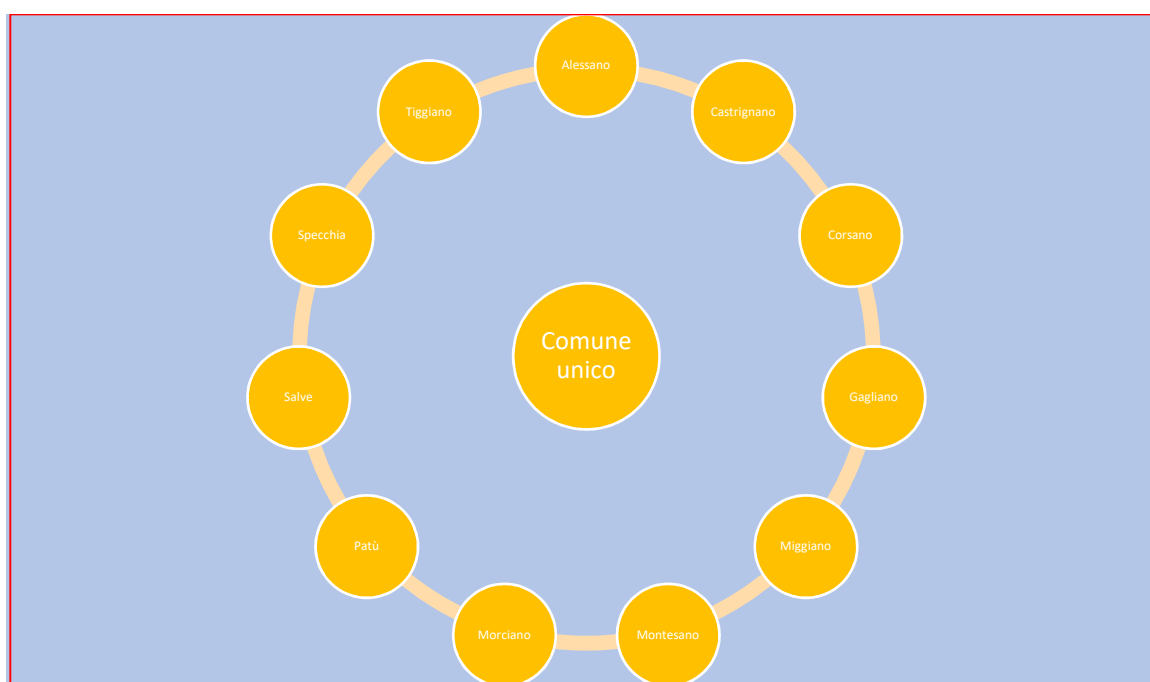 Alessano
Castrignano
Corsano
Gagliano
Miggiano
Montesano
Morciano
Patù
Salve
Specchia
Tiggiano
Comune
unico